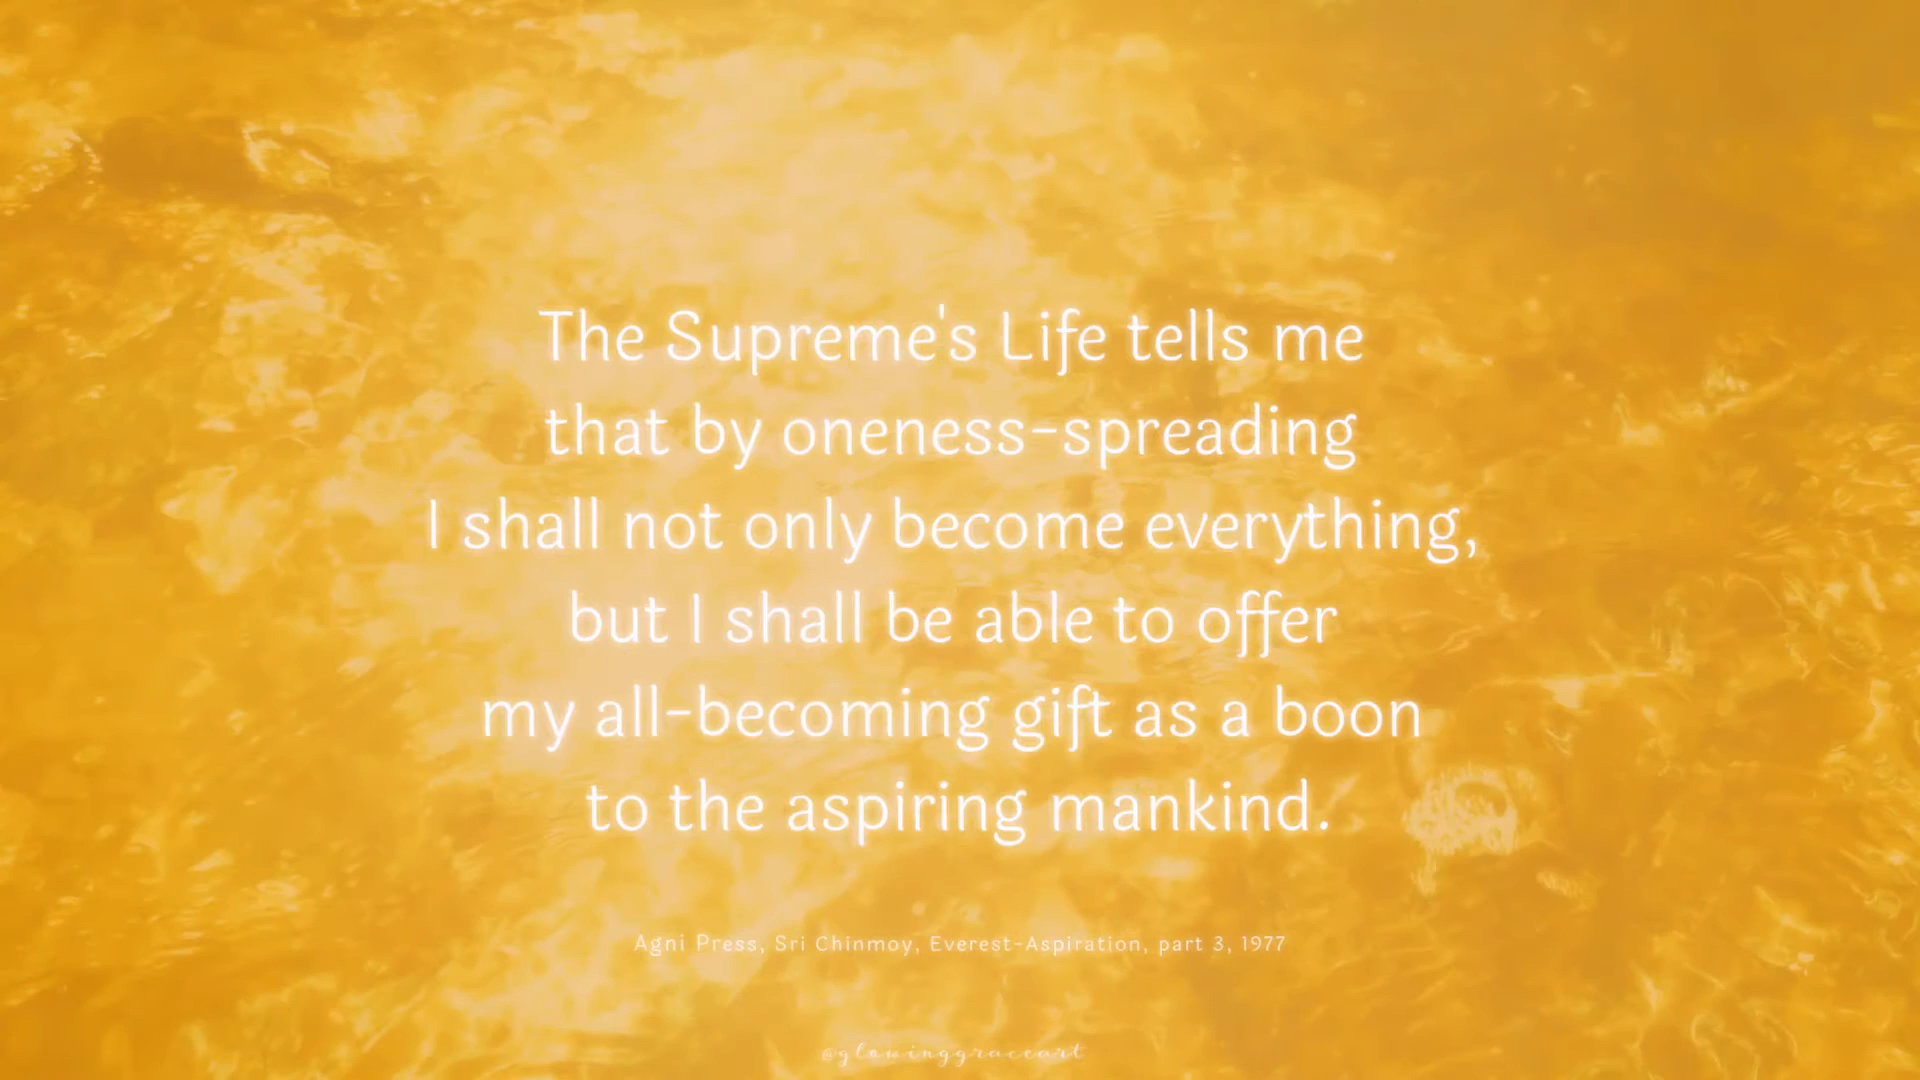 The Supreme's Life tells me
that by oneness-spreading
I shall not only become everything,
but I shall be able to offer
my all-becoming gift as a boon
to the aspiring mankind.
Agni Press, Sri Chinmoy, Everest-Aspiration, part 3, 1977
@glowinggraceart